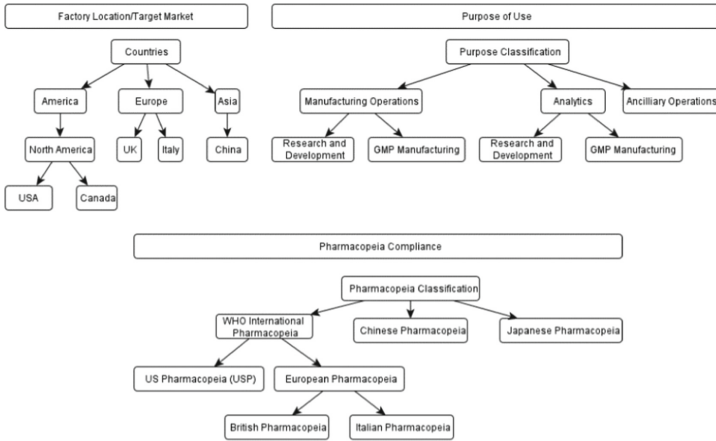 Factory Location/Target Market
Purpose of Use
Countries
America
Europe
Asia
North America
UK
Italy
China
USA
Canada
Purpose Classification
Manufacturing Operations
Analytics
Ancilliary Operations
Research and
Development
GMP Manufacturing
Research and
Development
GMP Manufacturing
Pharmacopeia Compliance
Pharmacopeia Classification
WHO International
Pharmacopeia
Chinese Pharmacopeia
Japanese Pharmacopeia
US Pharmacopeia (USP)
European Pharmacopeia
British Pharmacopeia
Italian Pharmacopeia